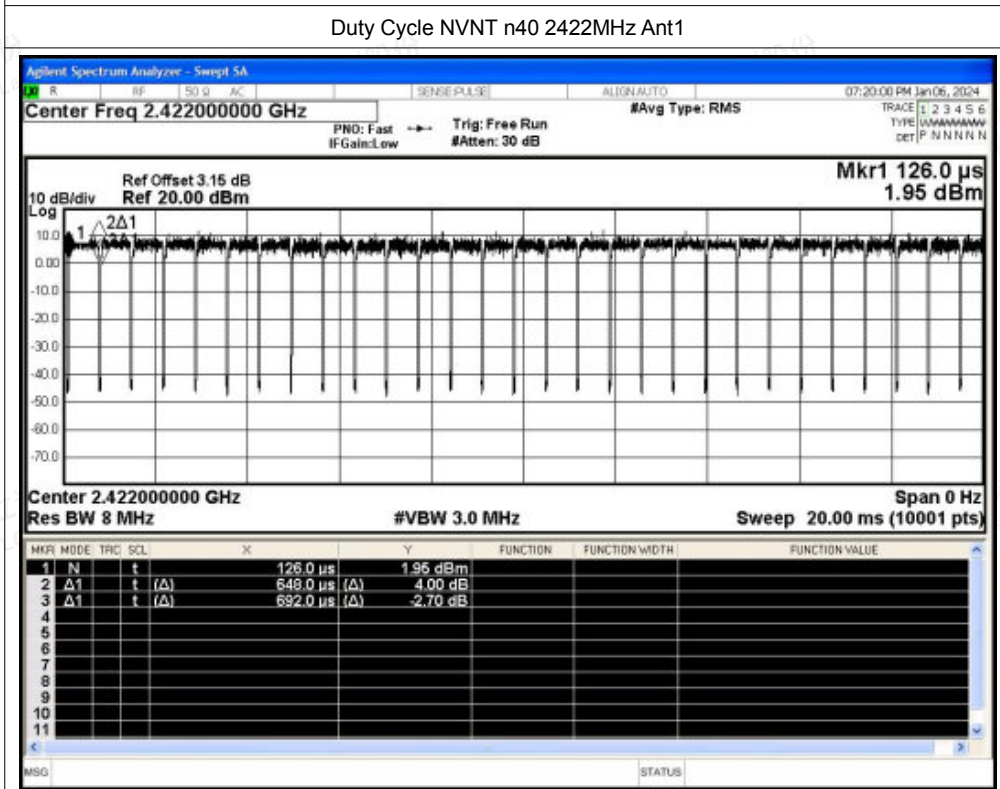 Duty Cycle NVNT n40 2422MHz Ant1
Agilent Spectrum Analyzer - Swept SA
R RF 50 Ω AC SENSE:PULSE ALIGN AUTO 07:20:00 PM Jan 06, 2024
Center Freq 2.422000000 GHz #Avg Type: RMS TRACE 1 2 3 4 5 6
PNO: Fast Trig: Free Run TYPE
IFGain:Low #Atten: 30 dB DET P N N N N N
Mkr1 126.0 µs
Ref Offset 3.15 dB
10 dB/div Ref 20.00 dBm 1.95 dBm
Log
2Δ1
1
10.0
0.00
-10.0
-20.0
-30.0
-40.0
-50.0
-60.0
-70.0
Center 2.422000000 GHz Span 0 Hz
Res BW 8 MHz #VBW 3.0 MHz Sweep 20.00 ms (10001 pts)
MKR MODE TRC SCL X Y FUNCTION FUNCTION WIDTH FUNCTION VALUE
1 N t 126.0 µs 1.95 dBm
2 Δ1 t (Δ) 648.0 µs (Δ) 4.00 dB
3 Δ1 t (Δ) 692.0 µs (Δ) -2.70 dB
4
5
6
7
8
9
10
11
MSG STATUS